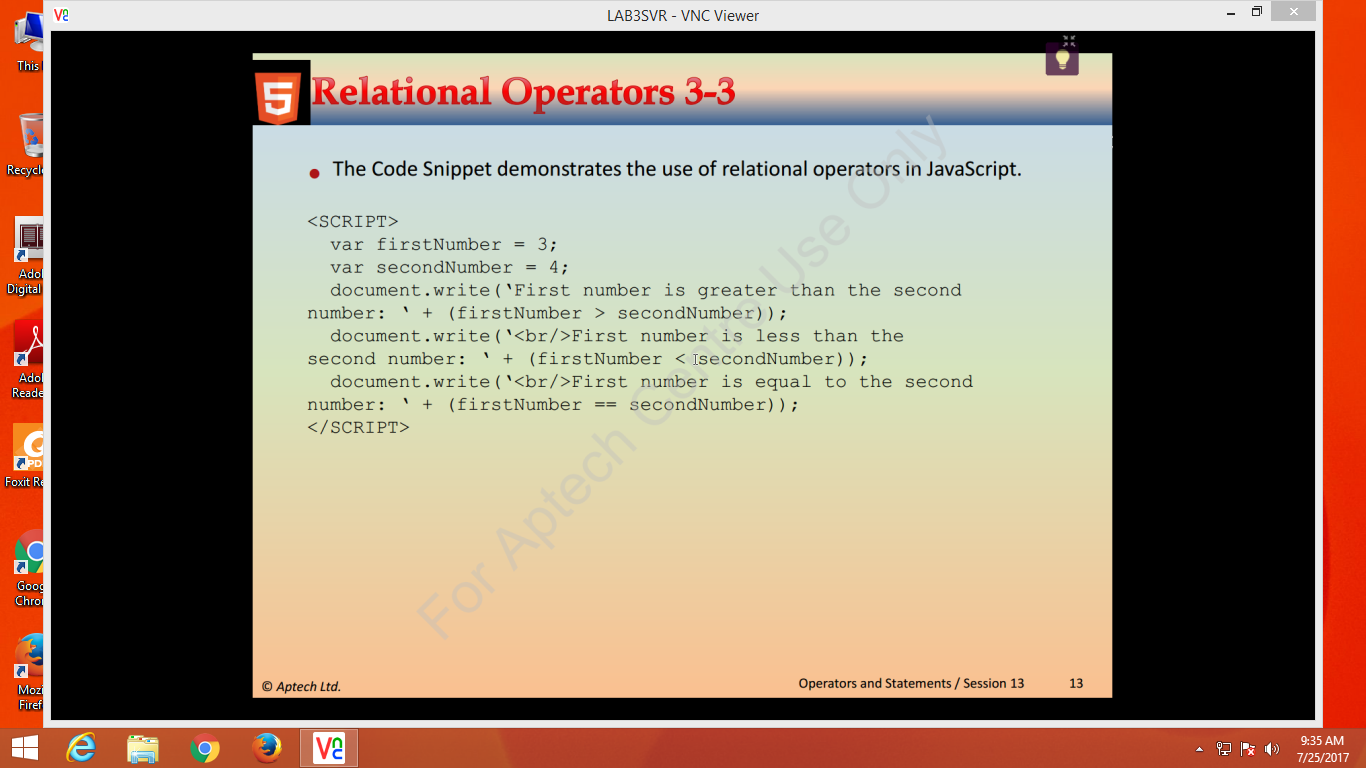 LAB3SVR - VNC Viewer
This
Recycle
Adob
Digital
Adob
Reade
Foxit Re
Goog
Chron
Mozi
Firef
Relational Operators 3-3
The Code Snippet demonstrates the use of relational operators in JavaScript.
<SCRIPT>
var firstNumber = 3;
var secondNumber = 4;
document.write(‛First number is greater than the second
number: ‛ + (firstNumber > secondNumber));
document.write(‛<br/>First number is less than the
second number: ‛ + (firstNumber < secondNumber));
document.write(‛<br/>First number is equal to the second
number: ‛ + (firstNumber == secondNumber));
</SCRIPT>
For Aptech Centre Use Only
© Aptech Ltd.
Operators and Statements / Session 13
13
9:35 AM
7/25/2017